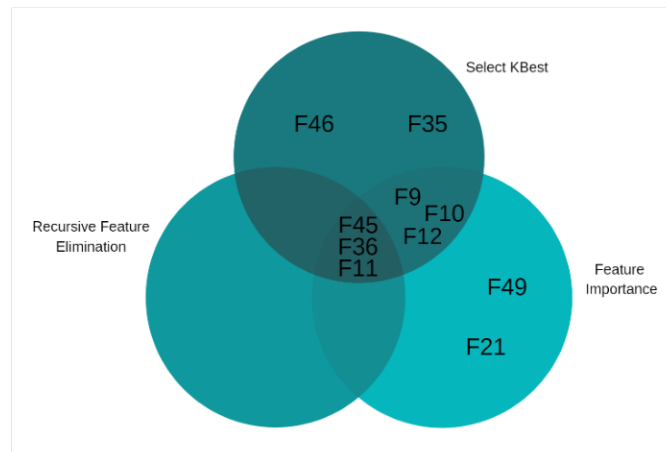 Select KBest
F46
F35
F9
F10
F12
Recursive Feature
Elimination
F45
F36
F11
Feature
Importance
F49
F21